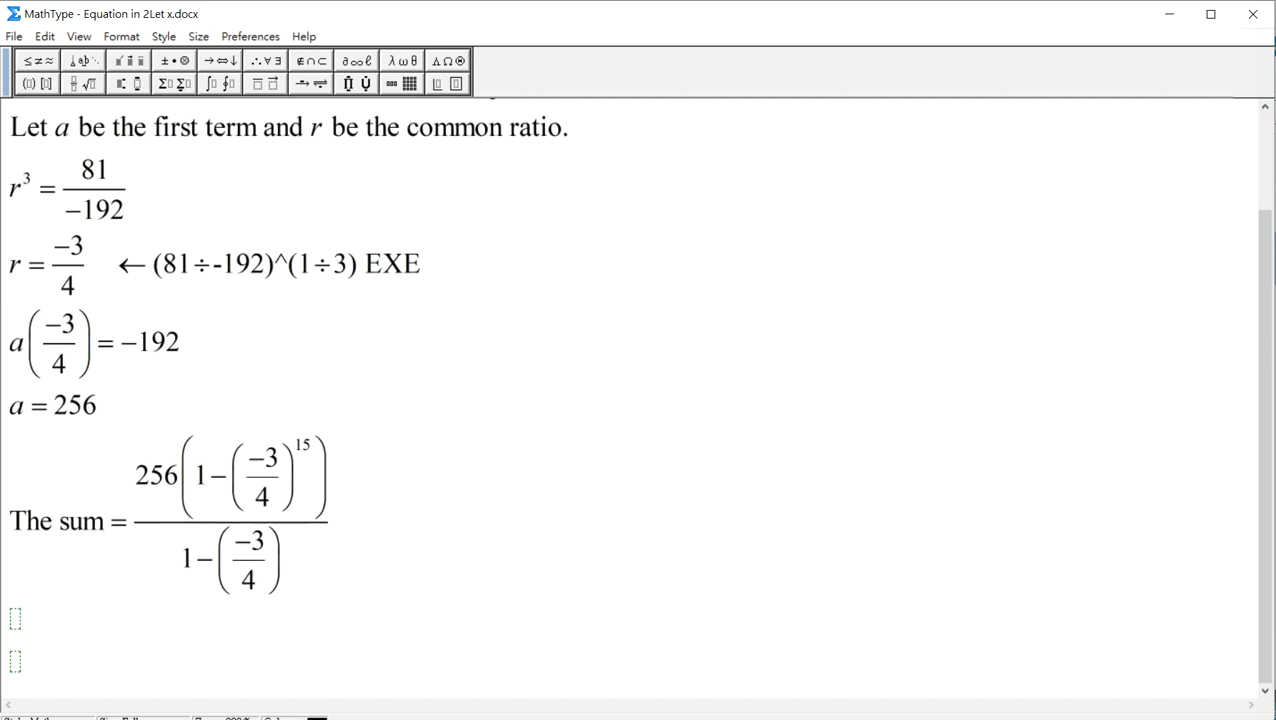 MathType - Equation in 2Let x.docx
File Edit View Format Style Size Preferences Help
Let a be the first term and r be the common ratio.
r^3 = 81/−192
r = −3/4 ← (81÷-192)^(1÷3) EXE
a(−3/4) = −192
a = 256
The sum = 256(1−(−3/4)^15)/(1−(−3/4))